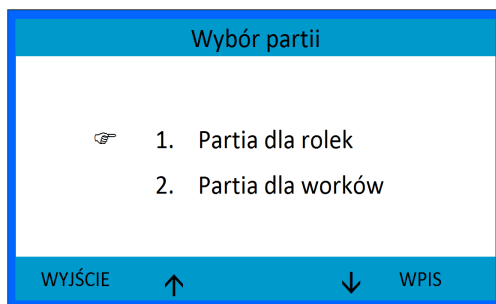 Wybór partii
☞ 1. Partia dla rolek
2. Partia dla worków
WYJŚCIE ↑ ↓ WPIS